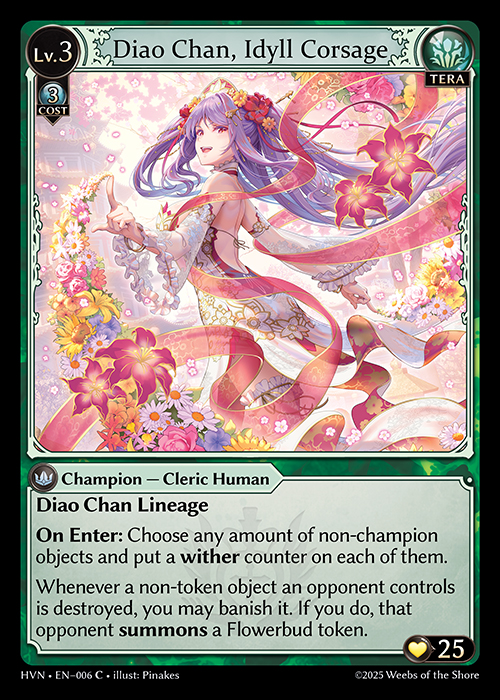 Lv.3
Diao Chan, Idyll Corsage
TERA
3
COST
Champion — Cleric Human
Diao Chan Lineage
On Enter: Choose any amount of non-champion
objects and put a wither counter on each of them.
Whenever a non-token object an opponent controls
is destroyed, you may banish it. If you do, that
opponent summons a Flowerbud token.
25
HVN • EN–006 C • illust: Pinakes
©2025 Weebs of the Shore